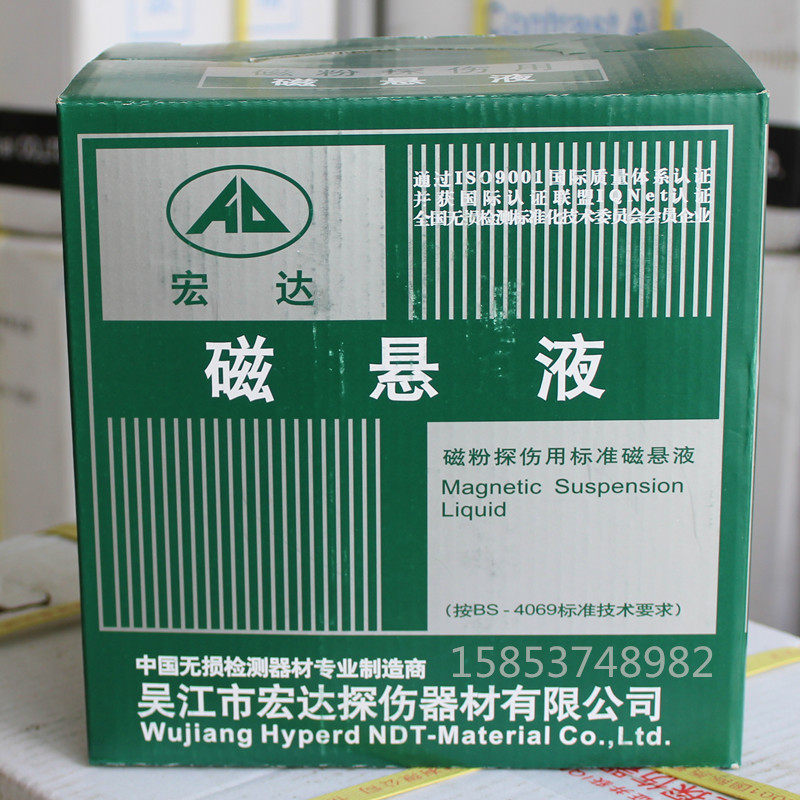 Contrast A
磁粉探伤用
磁悬液
通过ISO9001国际质量体系认证
并获国际认证联盟IQNet认证
全国无损检测标准化技术委员会会员企业
宏达
磁悬液
磁粉探伤用标准磁悬液
Magnetic Suspension
Liquid
(按BS-4069标准技术要求)
中国无损检测器材专业制造商
15853748982
吴江市宏达探伤器材有限公司
Wujiang Hyperd NDT-Material Co.,Ltd.